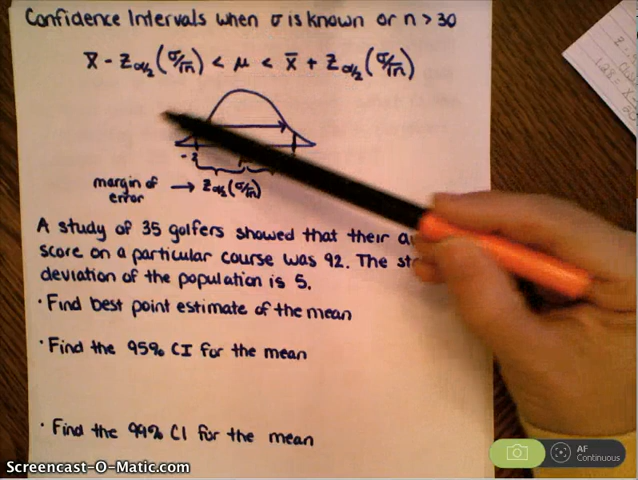 Confidence Intervals when σ is known or n > 30
x̄ - zα/2 (σ/√n) < μ < x̄ + zα/2 (σ/√n)
margin of error → zα/2 (σ/√n)
A study of 35 golfers showed that their
score on a particular course was 92. The
deviation of the population is 5.
· Find best point estimate of the mean
· Find the 95% CI for the mean
· Find the 99% CI for the mean
AF
Continuous
Screencast-O-Matic.com